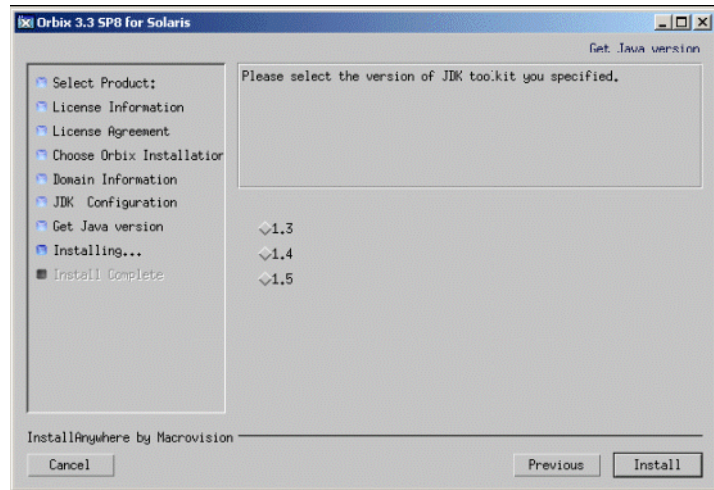 Orbix 3.3 SP8 for Solaris
Get Java version
Select Product:
License Information
License Agreement
Choose Orbix Installation
Domain Information
JDK Configuration
Get Java version
Installing...
Install Complete
Please select the version of JDK toolkit you specified.
1.3
1.4
1.5
InstallAnywhere by Macrovision
Cancel
Previous
Install